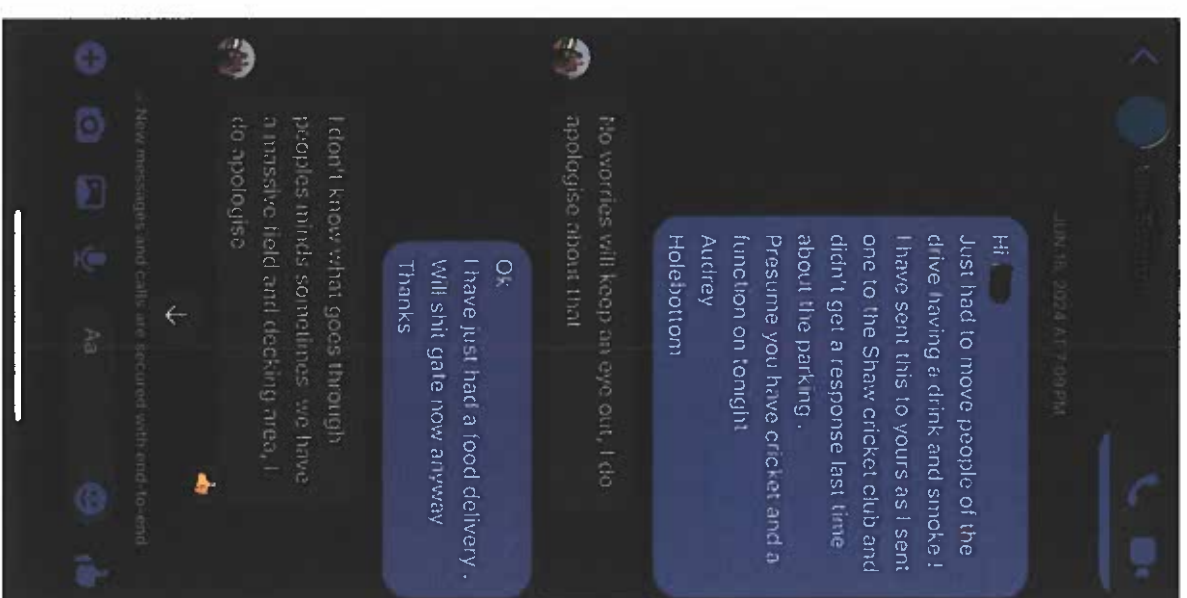 JUN 15, 2024 AT 7:00 PM
Hi
Just had to move people of the
drive having a drink and smoke !
I have sent this to yours as I sent
one to the Shaw cricket club and
didn't get a response last time
about the parking .
Presume you have cricket and a
function on tonight
Audrey
Holebottom
No worries will keep an eye out, I do
apologise about that
Ok
I have just had a food delivery .
Will shit gate now anyway
Thanks
I don't know what goes through
peoples minds sometimes we have
a massive field and decking area, I
do apologise
New messages and calls are secured with end-to-end
Aa